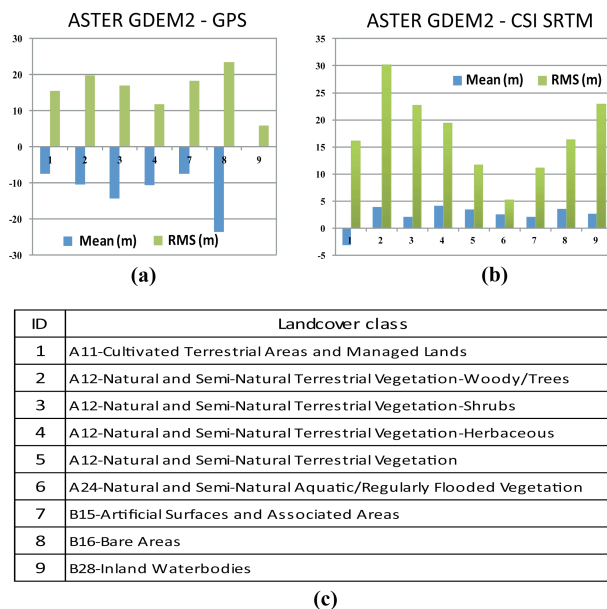 ASTER GDEM2 - GPS
30
20
10
0
-10
-20
-30
1 2 3 4 7 8 9
Mean (m) RMS (m)
(a)
ASTER GDEM2 - CSI SRTM
35
30
25
20
15
10
5
0
-5
Mean (m) RMS (m)
1 2 3 4 5 6 7 8 9
(b)
ID Landcover class
1 A11-Cultivated Terrestrial Areas and Managed Lands
2 A12-Natural and Semi-Natural Terrestrial Vegetation-Woody/Trees
3 A12-Natural and Semi-Natural Terrestrial Vegetation-Shrubs
4 A12-Natural and Semi-Natural Terrestrial Vegetation-Herbaceous
5 A12-Natural and Semi-Natural Terrestrial Vegetation
6 A24-Natural and Semi-Natural Aquatic/Regularly Flooded Vegetation
7 B15-Artificial Surfaces and Associated Areas
8 B16-Bare Areas
9 B28-Inland Waterbodies
(c)